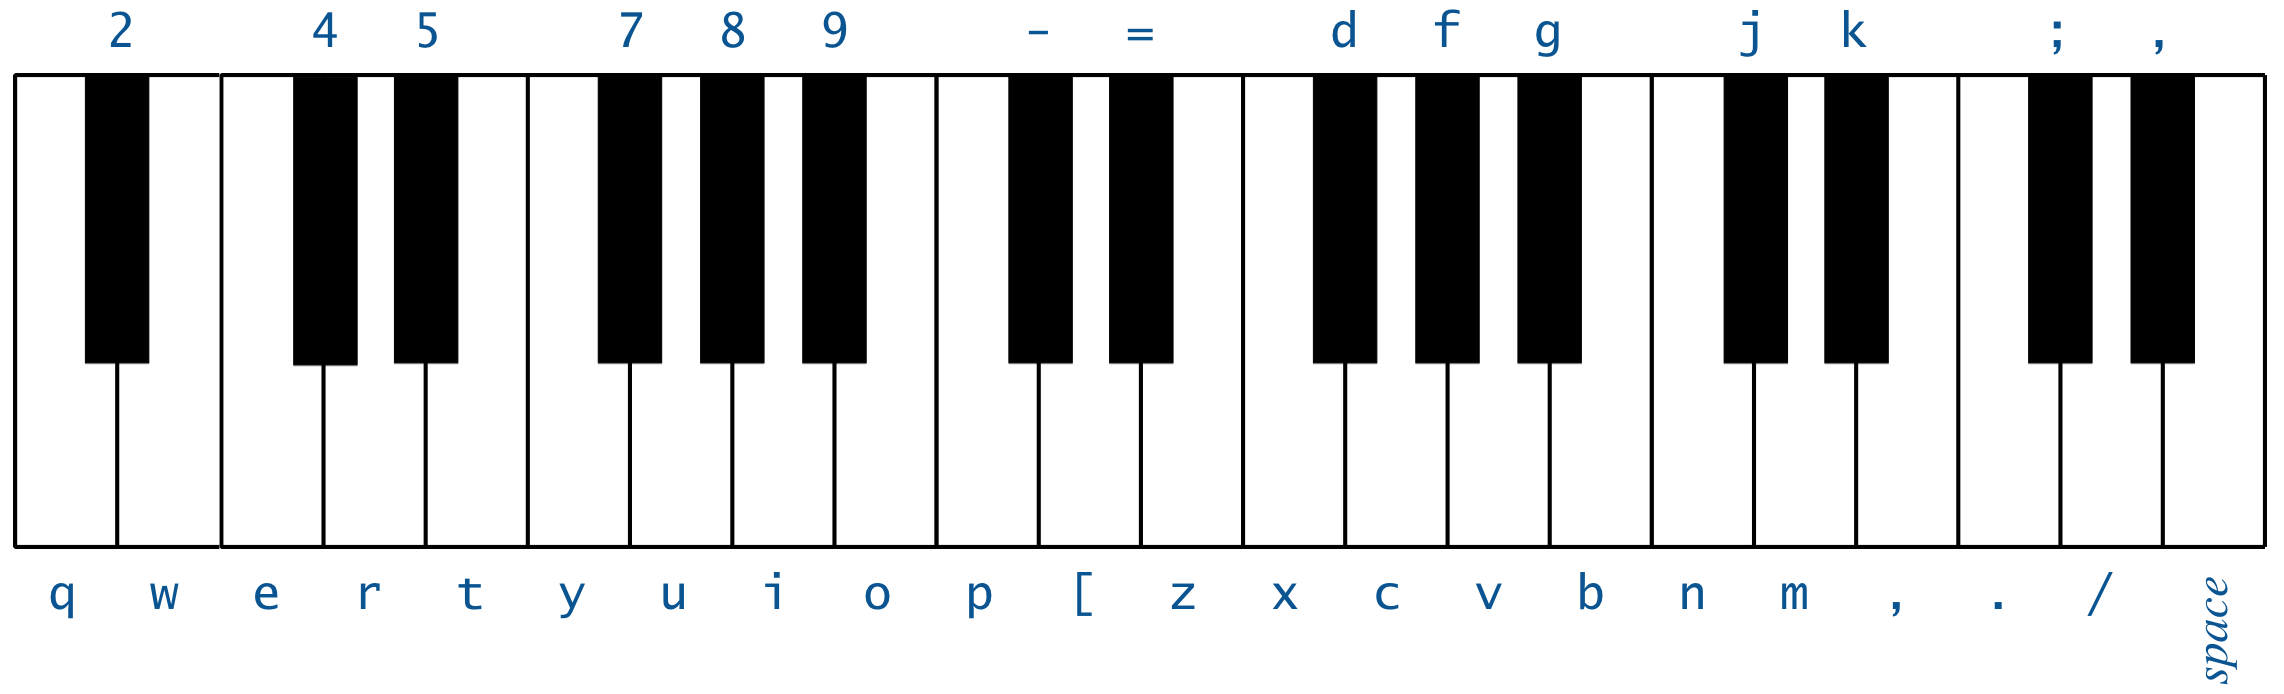 2 4 5 7 8 9 - = d f g j k ; ,
q w e r t y u i o p [ z x c v b n m , . / space